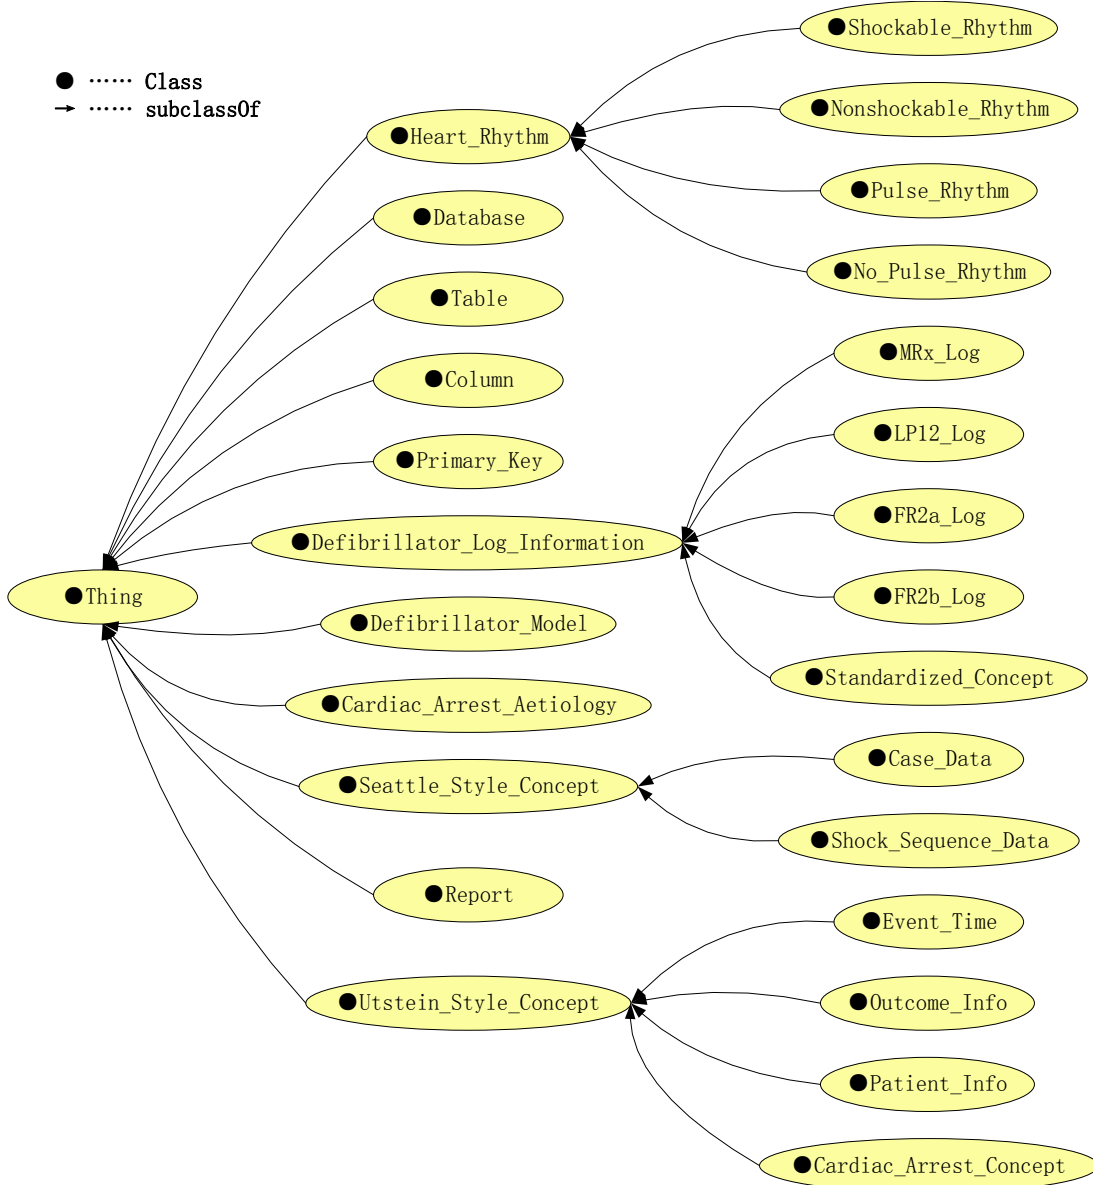 ● ······ Class
→ ······ subclassOf
●Shockable_Rhythm
●Nonshockable_Rhythm
●Heart_Rhythm
●Pulse_Rhythm
●Database
●No_Pulse_Rhythm
●Table
●MRx_Log
●Column
●LP12_Log
●Primary_Key
●FR2a_Log
●Defibrillator_Log_Information
●FR2b_Log
●Thing
●Defibrillator_Model
●Standardized_Concept
●Cardiac_Arrest_Aetiology
●Case_Data
●Seattle_Style_Concept
●Shock_Sequence_Data
●Report
●Event_Time
●Utstein_Style_Concept
●Outcome_Info
●Patient_Info
●Cardiac_Arrest_Concept